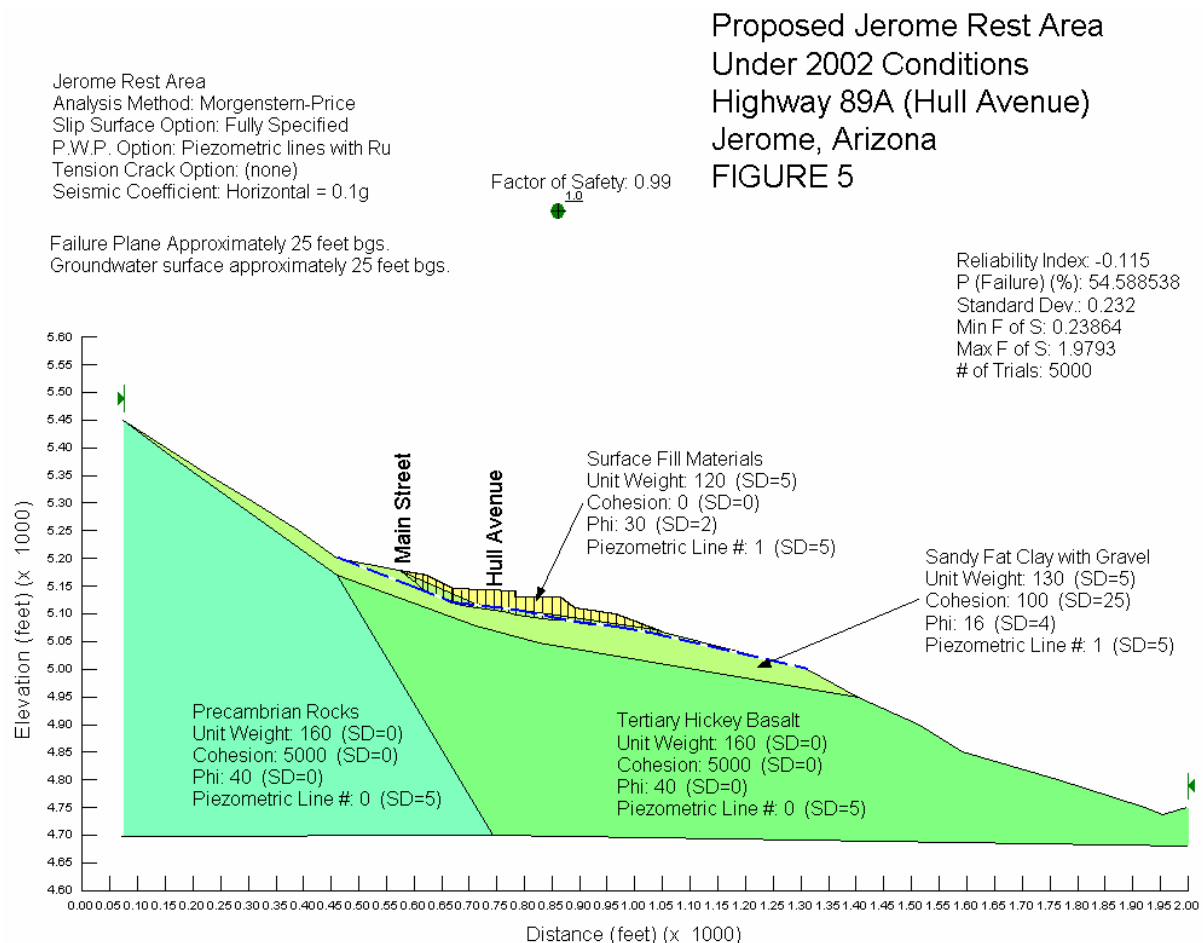 Proposed Jerome Rest Area
Under 2002 Conditions
Highway 89A (Hull Avenue)
Jerome, Arizona
FIGURE 5
Jerome Rest Area
Analysis Method: Morgenstern-Price
Slip Surface Option: Fully Specified
P.W.P. Option: Piezometric lines with Ru
Tension Crack Option: (none)
Seismic Coefficient: Horizontal = 0.1g
Factor of Safety: 0.99
1.0
Failure Plane Approximately 25 feet bgs.
Groundwater surface approximately 25 feet bgs.
Reliability Index: -0.115
P (Failure) (%): 54.588538
Standard Dev.: 0.232
Min F of S: 0.23864
Max F of S: 1.9793
# of Trials: 5000
Main Street
Hull Avenue
Surface Fill Materials
Unit Weight: 120 (SD=5)
Cohesion: 0 (SD=0)
Phi: 30 (SD=2)
Piezometric Line #: 1 (SD=5)
Sandy Fat Clay with Gravel
Unit Weight: 130 (SD=5)
Cohesion: 100 (SD=25)
Phi: 16 (SD=4)
Piezometric Line #: 1 (SD=5)
Precambrian Rocks
Unit Weight: 160 (SD=0)
Cohesion: 5000 (SD=0)
Phi: 40 (SD=0)
Piezometric Line #: 0 (SD=5)
Tertiary Hickey Basalt
Unit Weight: 160 (SD=0)
Cohesion: 5000 (SD=0)
Phi: 40 (SD=0)
Piezometric Line #: 0 (SD=5)
Elevation (feet) (x 1000)
5.60
5.55
5.50
5.45
5.40
5.35
5.30
5.25
5.20
5.15
5.10
5.05
5.00
4.95
4.90
4.85
4.80
4.75
4.70
4.65
4.60
0.00 0.05 0.10 0.15 0.20 0.25 0.30 0.35 0.40 0.45 0.50 0.55 0.60 0.65 0.70 0.75 0.80 0.85 0.90 0.95 1.00 1.05 1.10 1.15 1.20 1.25 1.30 1.35 1.40 1.45 1.50 1.55 1.60 1.65 1.70 1.75 1.80 1.85 1.90 1.95 2.00
Distance (feet) (x 1000)